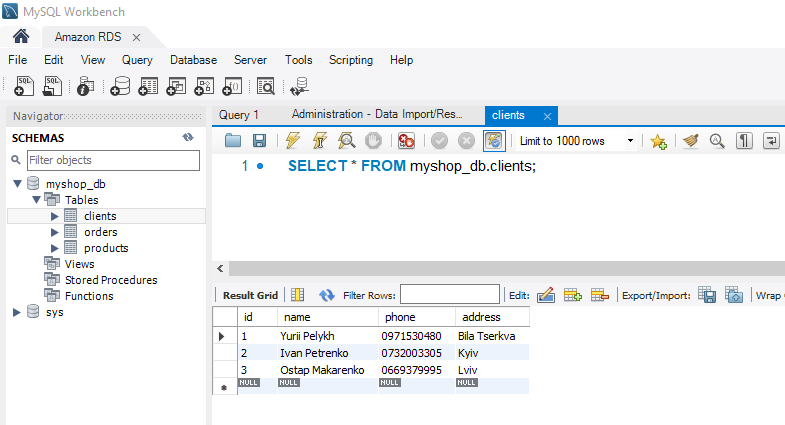 MySQL Workbench
Amazon RDS ×
File Edit View Query Database Server Tools Scripting Help
Navigator
SCHEMAS
Filter objects
myshop_db
Tables
clients
orders
products
Views
Stored Procedures
Functions
sys
Query 1 Administration - Data Import/Res... clients ×
Limit to 1000 rows
1 SELECT * FROM myshop_db.clients;
Result Grid Filter Rows: Edit: Export/Import: Wrap C
id name phone address
1 Yurii Pelykh 0971530480 Bila Tserkva
2 Ivan Petrenko 0732003305 Kyiv
3 Ostap Makarenko 0669379995 Lviv
NULL NULL NULL NULL